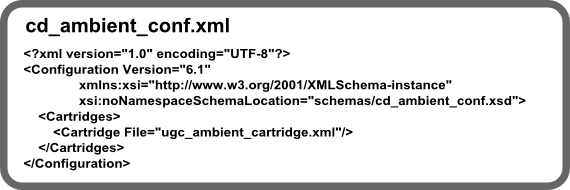 cd_ambient_conf.xml
<?xml version="1.0" encoding="UTF-8"?>
<Configuration Version="6.1"
xmlns:xsi="http://www.w3.org/2001/XMLSchema-instance"
xsi:noNamespaceSchemaLocation="schemas/cd_ambient_conf.xsd">
<Cartridges>
<Cartridge File="ugc_ambient_cartridge.xml"/>
</Cartridges>
</Configuration>